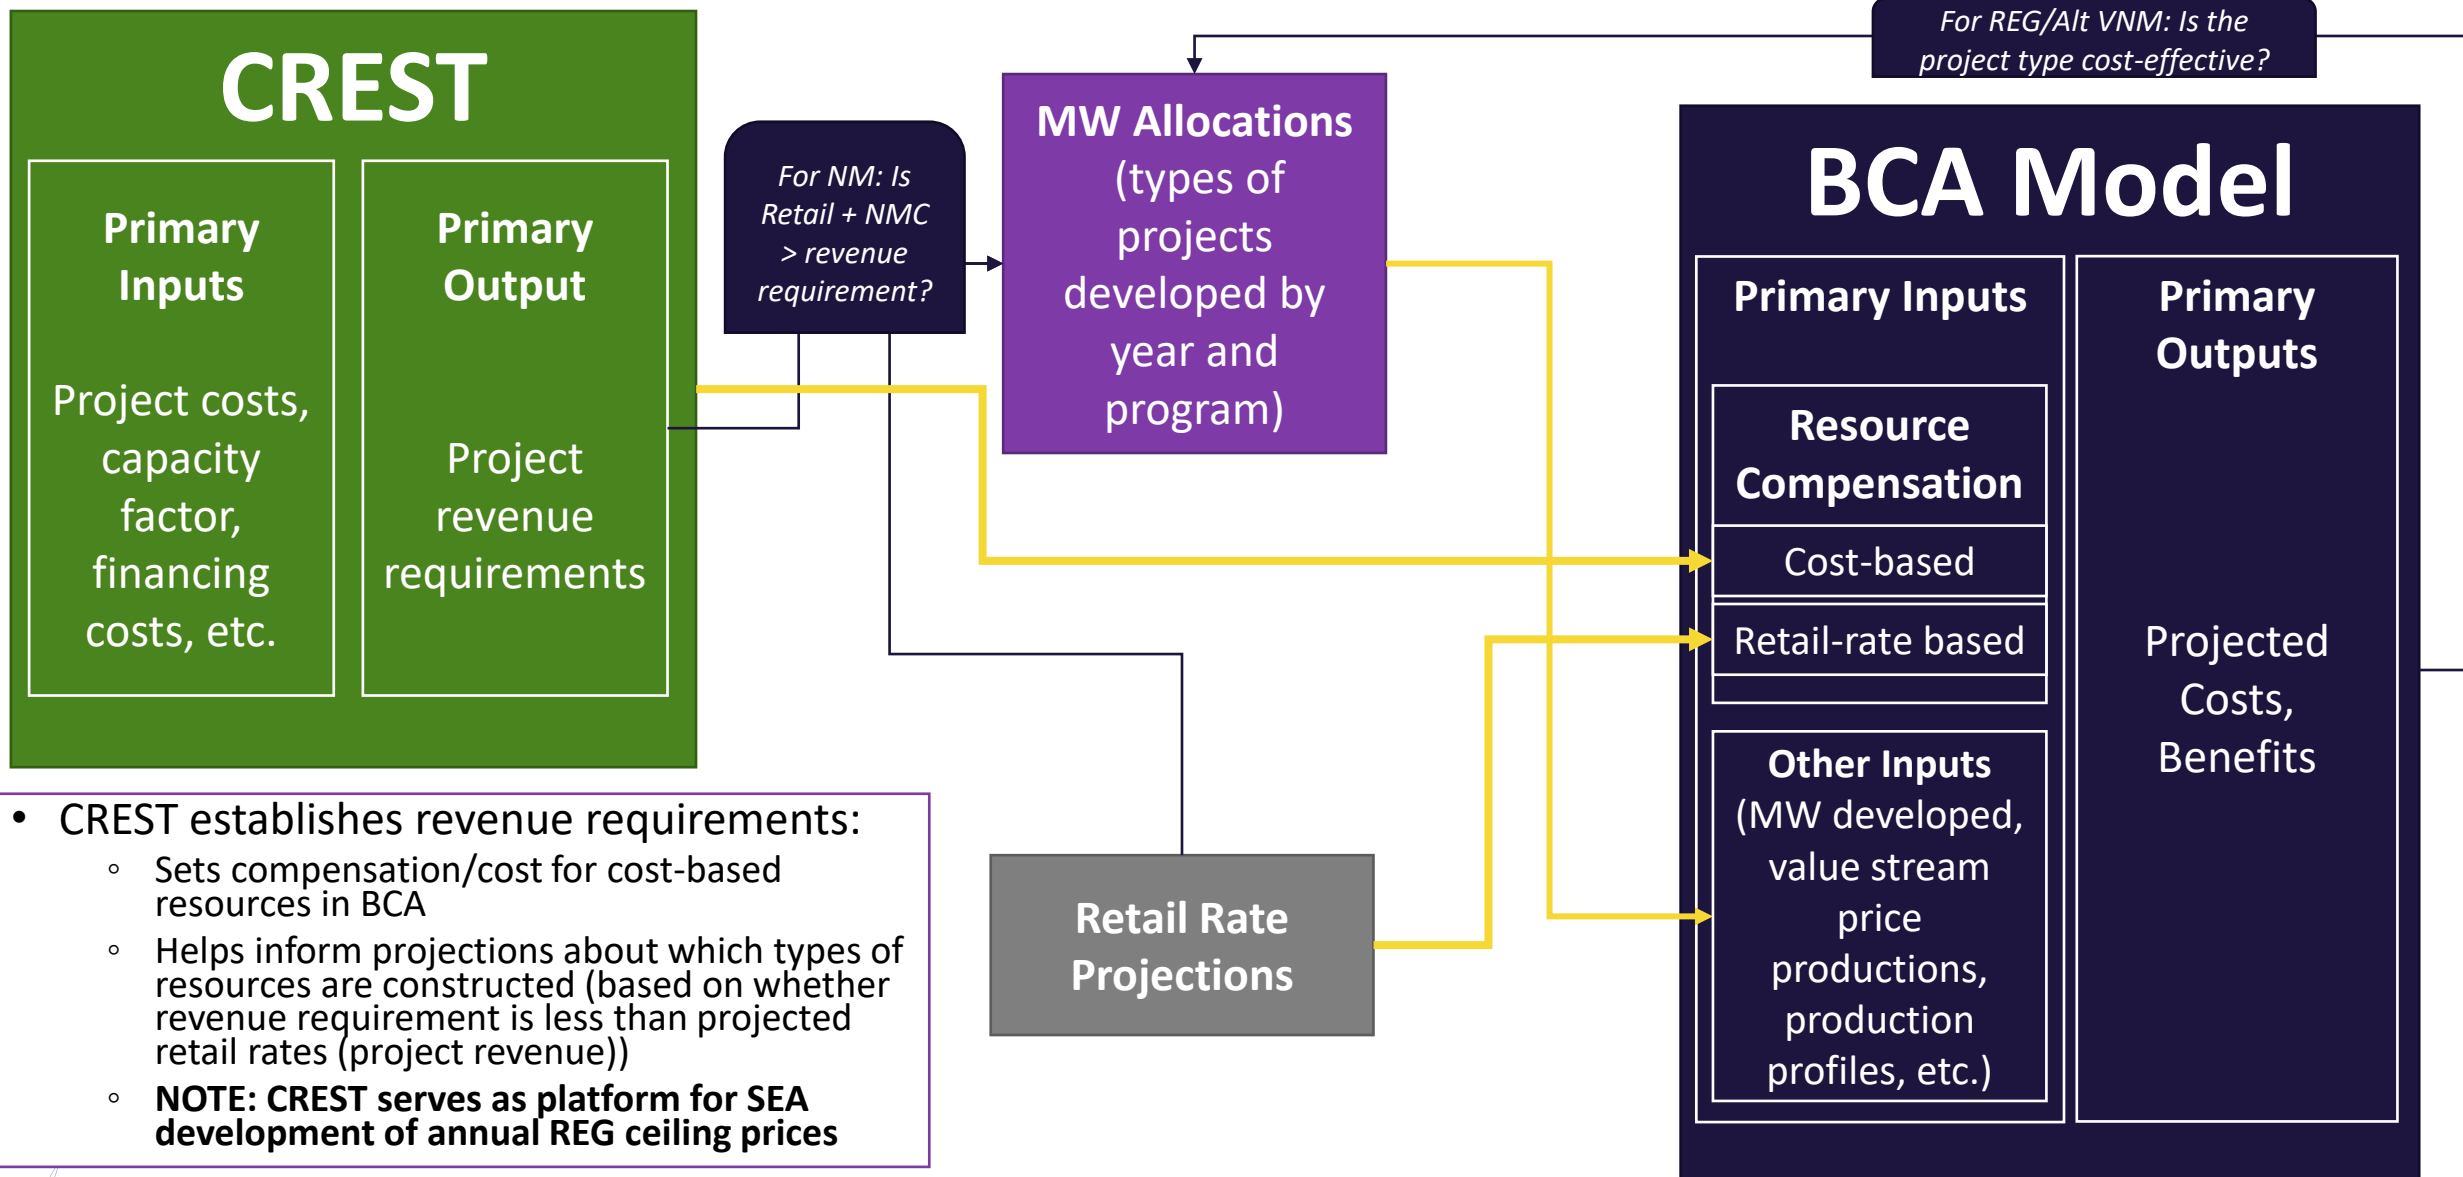 CREST
Primary
Inputs
Project costs,
capacity
factor,
financing
costs, etc.
Primary
Output
Project
revenue
requirements
For NM: Is
Retail + NMC
> revenue
requirement?
MW Allocations
(types of
projects
developed by
year and
program)
For REG/Alt VNM: Is the
project type cost-effective?
BCA Model
Primary Inputs
Resource
Compensation
Cost-based
Retail-rate based
Other Inputs
(MW developed,
value stream
price
productions,
production
profiles, etc.)
Primary
Outputs
Projected
Costs,
Benefits
Retail Rate
Projections
• CREST establishes revenue requirements:
◦ Sets compensation/cost for cost-based
resources in BCA
◦ Helps inform projections about which types of
resources are constructed (based on whether
revenue requirement is less than projected
retail rates (project revenue))
◦ NOTE: CREST serves as platform for SEA
development of annual REG ceiling prices